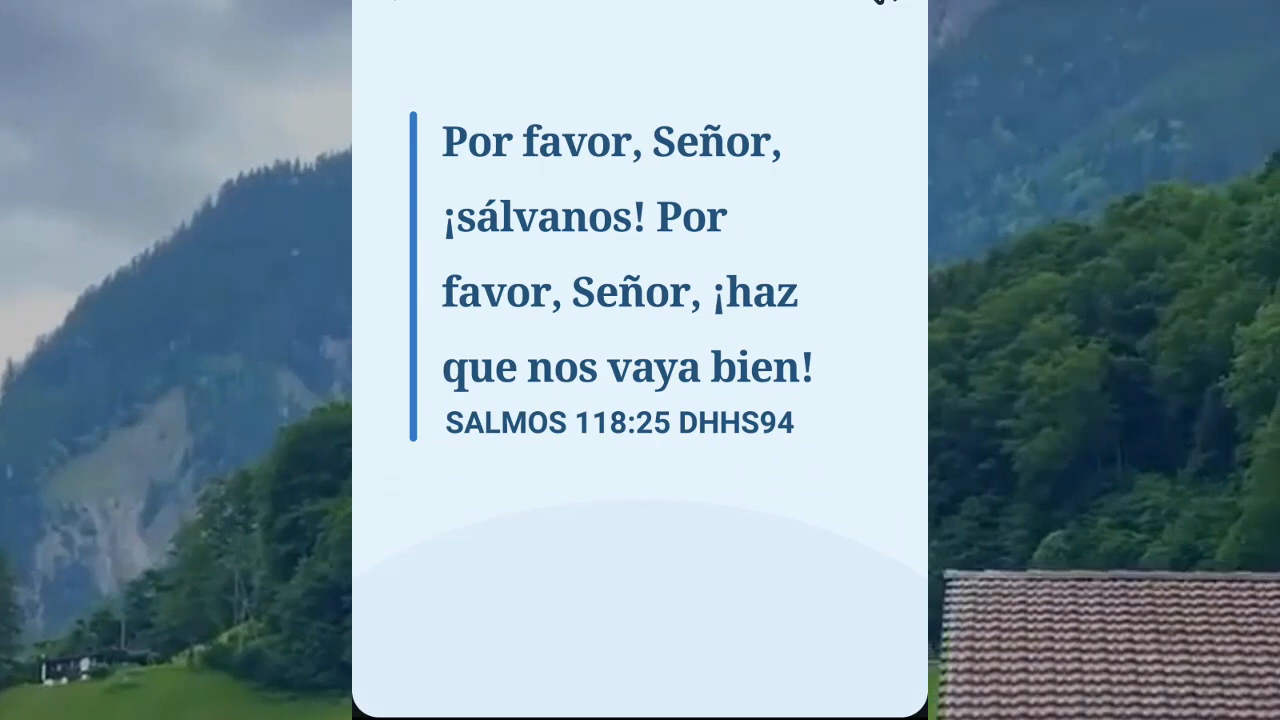 Por favor, Señor,
¡sálvanos! Por
favor, Señor, ¡haz
que nos vaya bien!
SALMOS 118:25 DHHS94